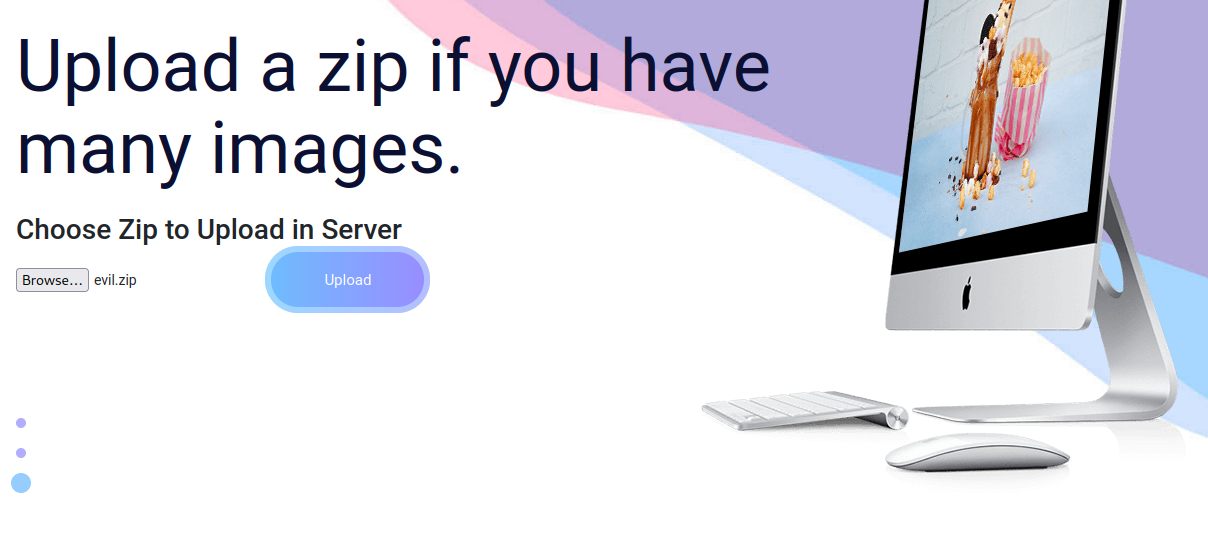 Upload a zip if you have
many images.
Choose Zip to Upload in Server
Browse... evil.zip
Upload